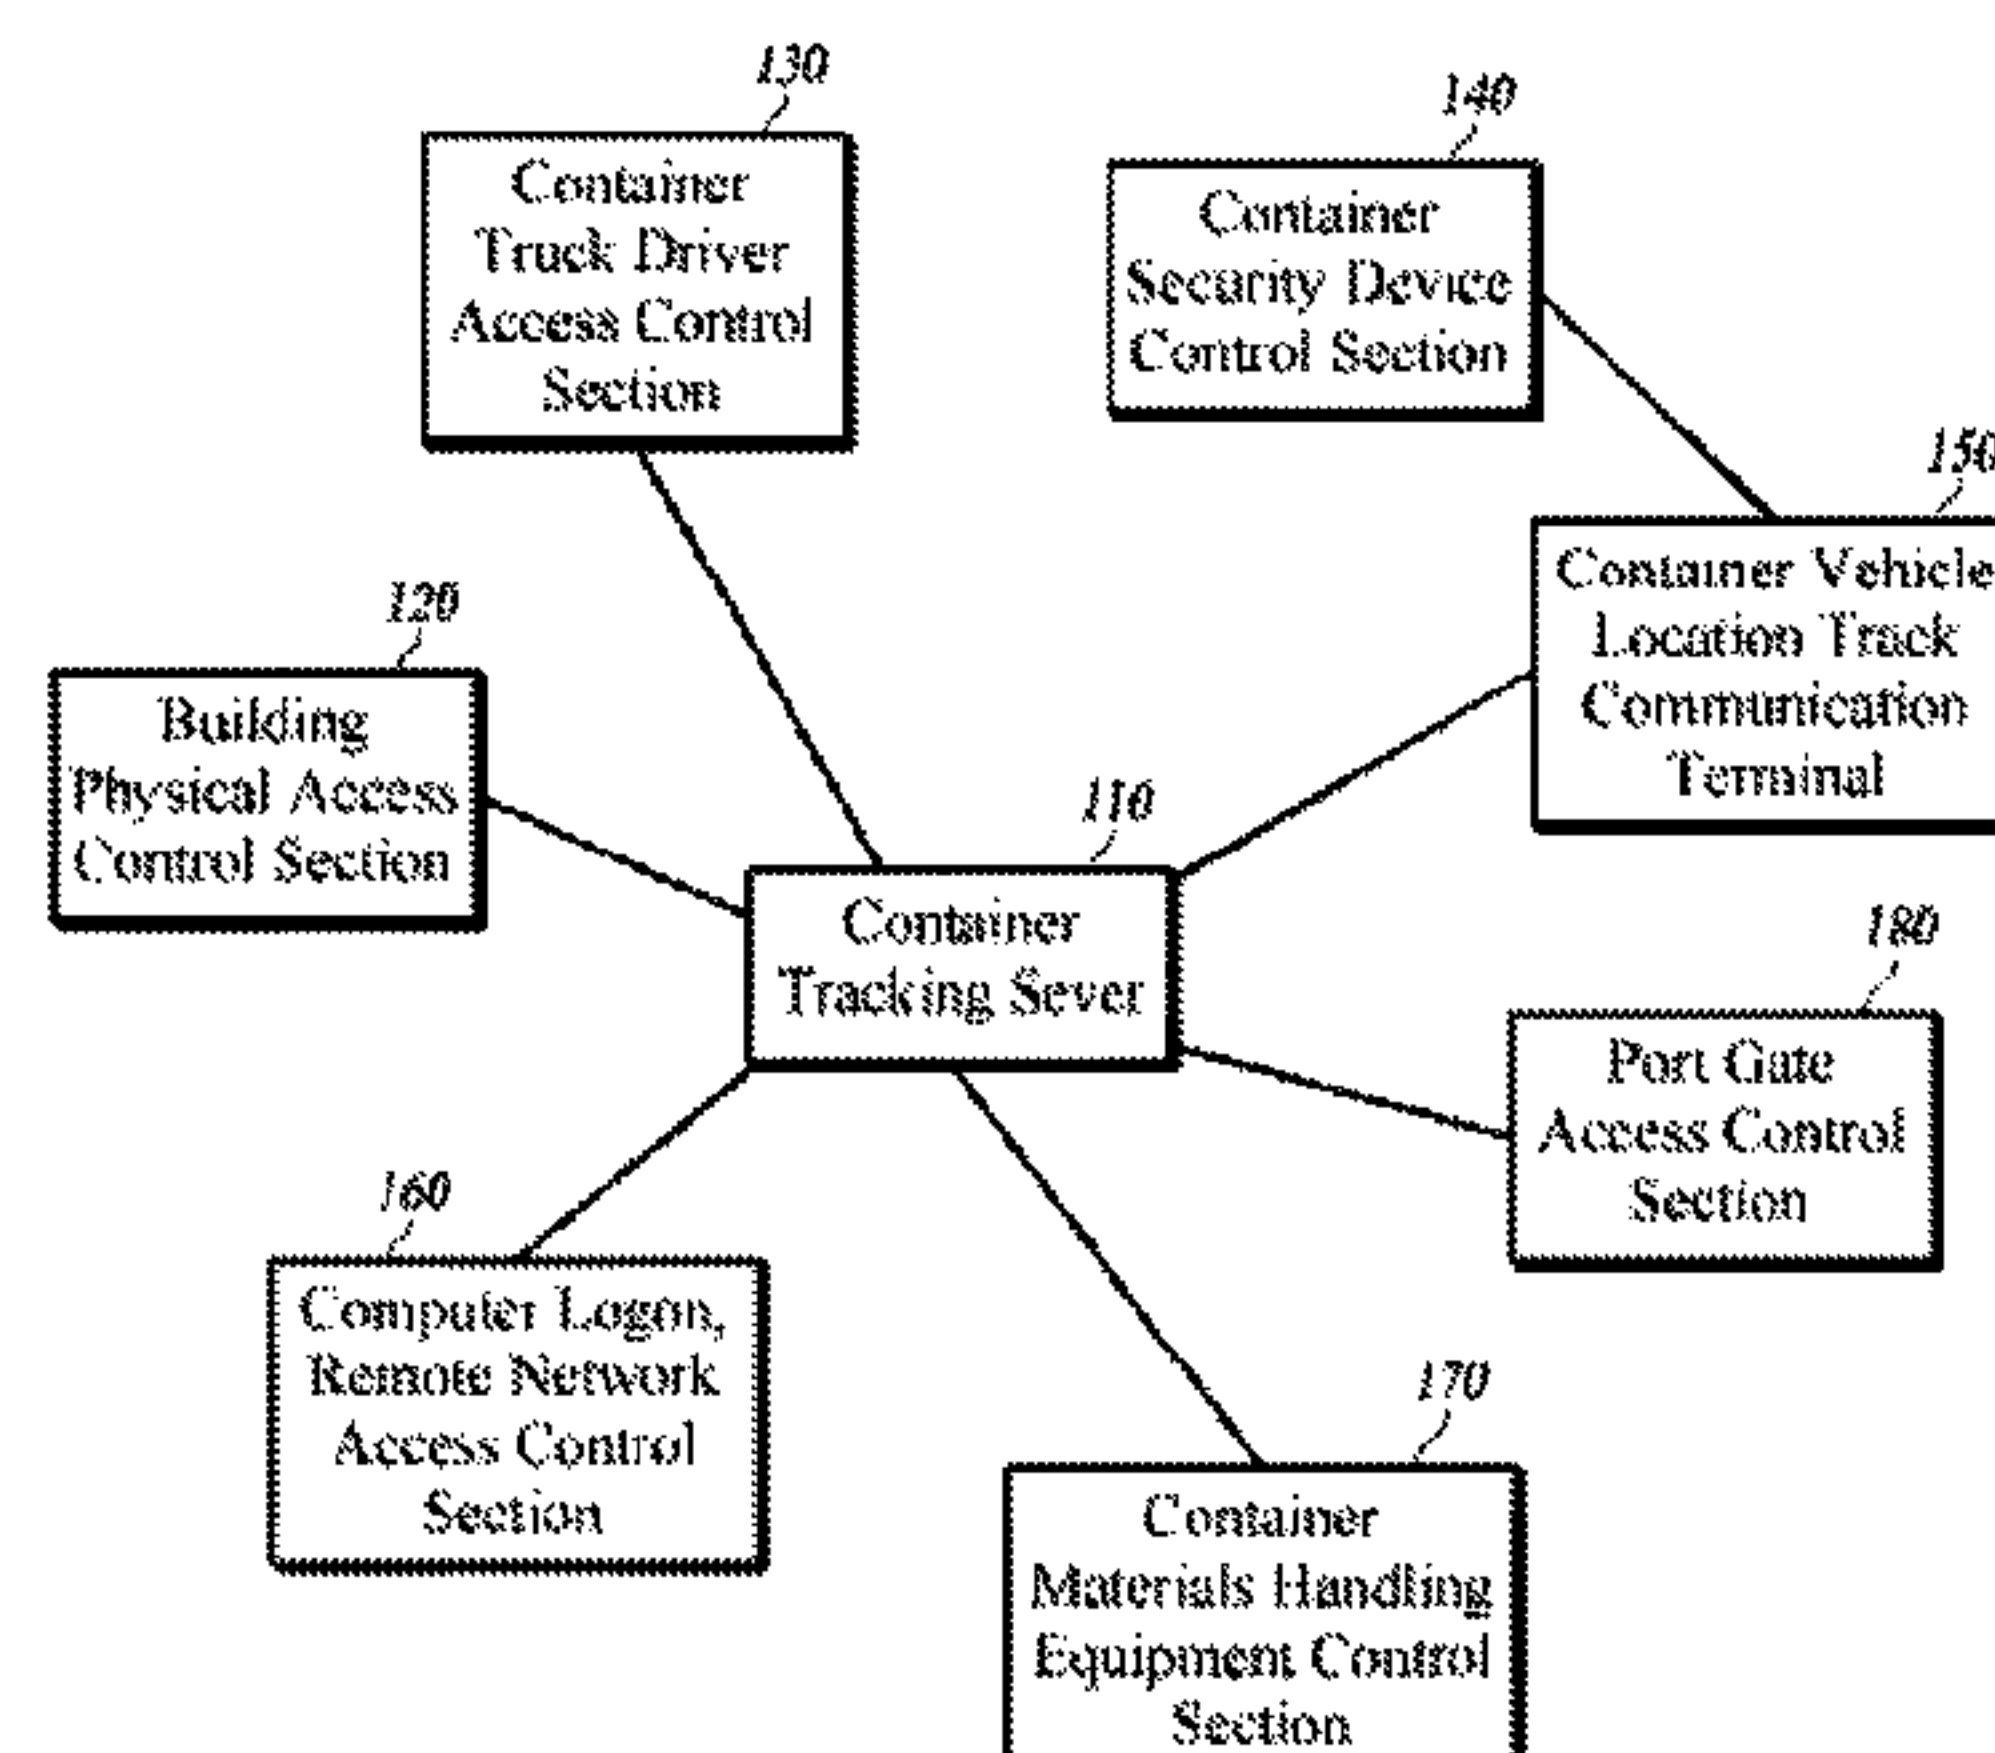 130
Container
Truck Driver
Access Control
Section
140
Container
Security Device
Control Section
150
Container Vehicle
Location Track
Communication
Terminal
120
Building
Physical Access
Control Section
110
Container
Tracking Sever
180
Port Gate
Access Control
Section
160
Computer Logon,
Remote Network
Access Control
Section
170
Container
Materials Handling
Equipment Control
Section